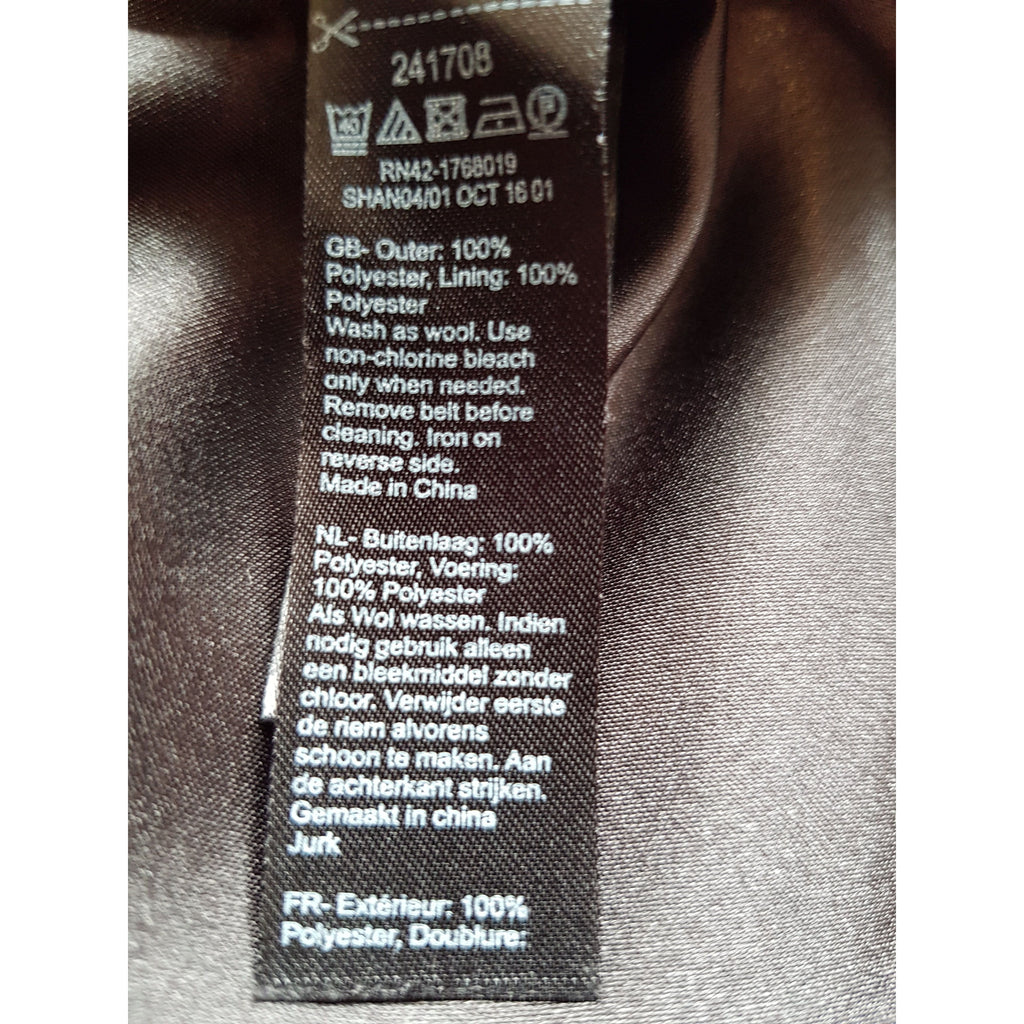 241708
40 P
RN42-1768019
SHAN04/01 OCT 16 01
GB- Outer: 100%
Polyester, Lining: 100%
Polyester
Wash as wool. Use
non-chlorine bleach
only when needed.
Remove belt before
cleaning. Iron on
reverse side.
Made in China
NL- Buitenlaag: 100%
Polyester, Voering:
100% Polyester
Als Wol wassen. Indien
nodig gebruik alleen
een bleekmiddel zonder
chloor. Verwijder eerste
de riem alvorens
schoon te maken. Aan
de achterkant strijken.
Gemaakt in china
Jurk
FR- Extérieur: 100%
Polyester, Doublure: